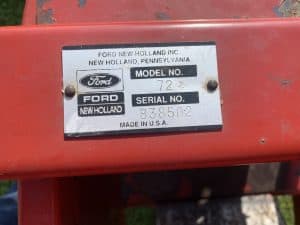 FORD NEW HOLLAND INC.
NEW HOLLAND, PENNSYLVANIA
Ford
MODEL NO.
FORD
SERIAL NO.
NEW HOLLAND
MADE IN U.S.A.